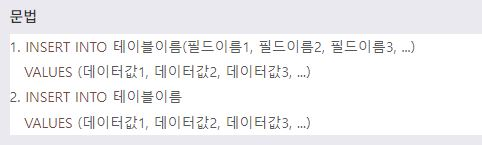 문법
1. INSERT INTO 테이블이름(필드이름1, 필드이름2, 필드이름3, ...)
VALUES (데이터값1, 데이터값2, 데이터값3, ...)
2. INSERT INTO 테이블이름
VALUES (데이터값1, 데이터값2, 데이터값3, ...)